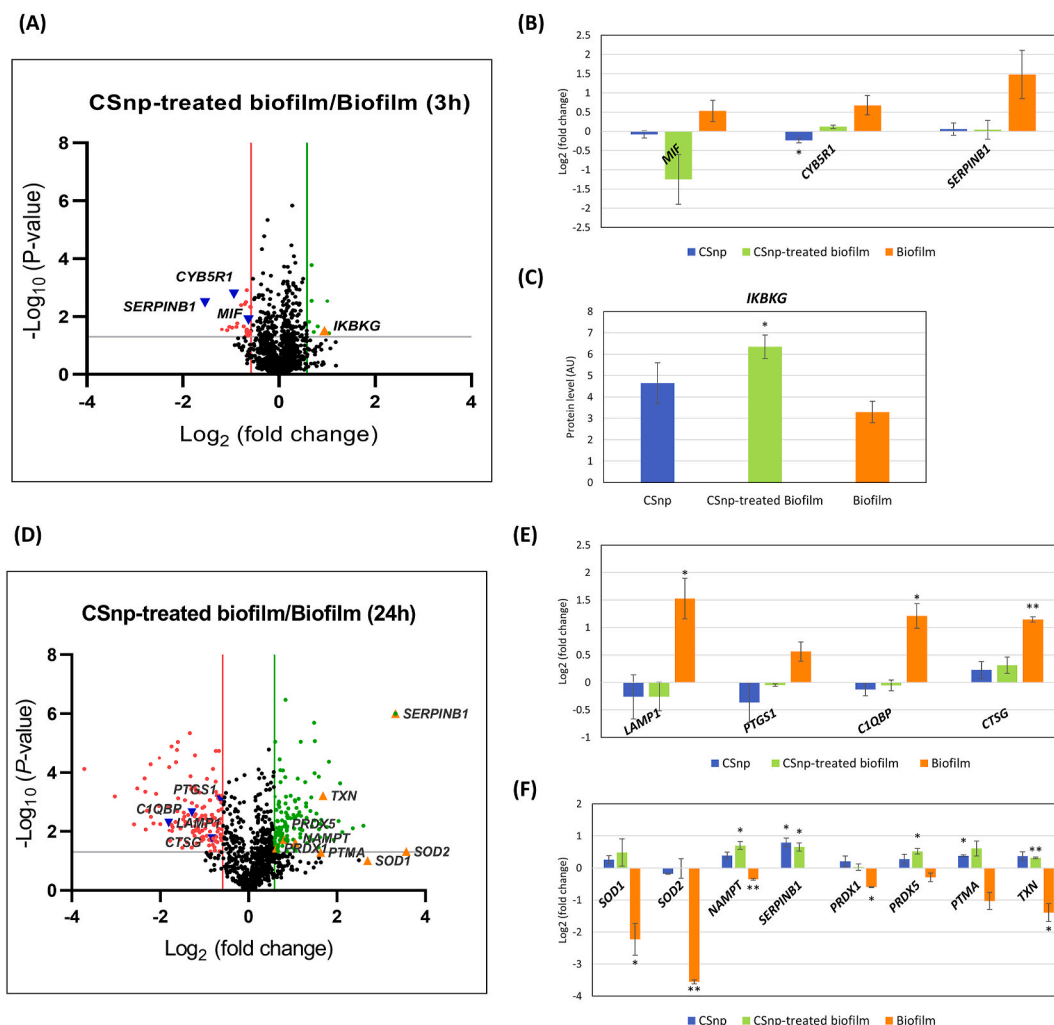 (A)
CSnp-treated biofilm/Biofilm (3h)
-Log10 (P-value)
8
6
4
2
0
-4
-2
0
2
4
CYB5R1
SERPINB1
MIF
IKBKG
Log2 (fold change)
(B)
Log2 (fold change)
2.5
2
1.5
1
0.5
0
-0.5
-1
-1.5
-2
-2.5
*
MIF
CYB5R1
SERPINB1
CSnp
CSnp-treated biofilm
Biofilm
(C)
IKBKG
Protein level (AU)
8
7
6
5
4
3
2
1
0
*
CSnp
CSnp-treated Biofilm
Biofilm
(D)
CSnp-treated biofilm/Biofilm (24h)
-Log10 (P-value)
8
6
4
2
0
-4
-2
0
2
4
SERPINB1
PTGS1
TXN
C1QBP
LAMP1
PRDX5
CTSG
NAMPT
PRDX1
PTMA
SOD2
SOD1
Log2 (fold change)
(E)
Log2 (fold change)
2.5
2
1.5
1
0.5
0
-0.5
-1
*
*
**
LAMP1
PTGS1
C1QBP
CTSG
CSnp
CSnp-treated biofilm
Biofilm
(F)
Log2 (fold change)
2
1
0
-1
-2
-3
-4
*
* *
*
*
**
SOD1
SOD2
NAMPT
SERPINB1
PRDX1
PRDX5
PTMA
TXN
*
**
**
*
*
CSnp
CSnp-treated biofilm
Biofilm